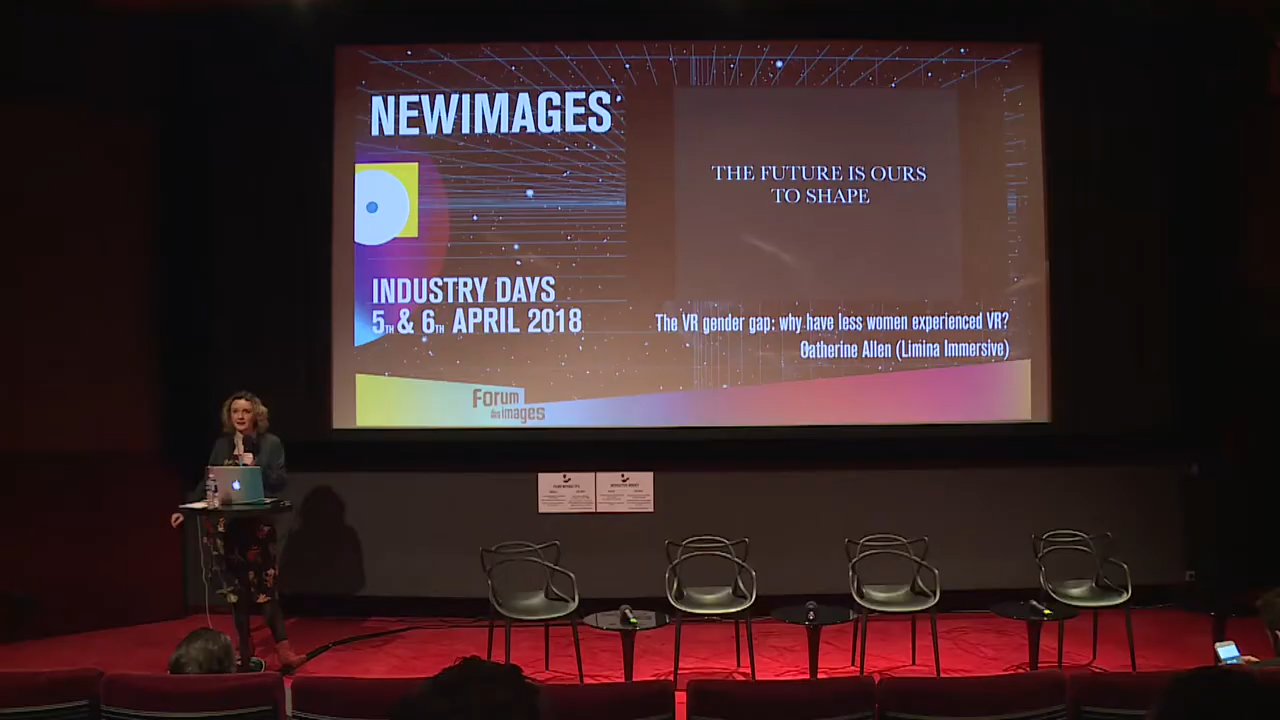 NEWIMAGES
THE FUTURE IS OURS
TO SHAPE
INDUSTRY DAYS
5TH & 6TH APRIL 2018
The VR gender gap: why have less women experienced VR?
Catherine Allen (Limina Immersive)
Forum
des images